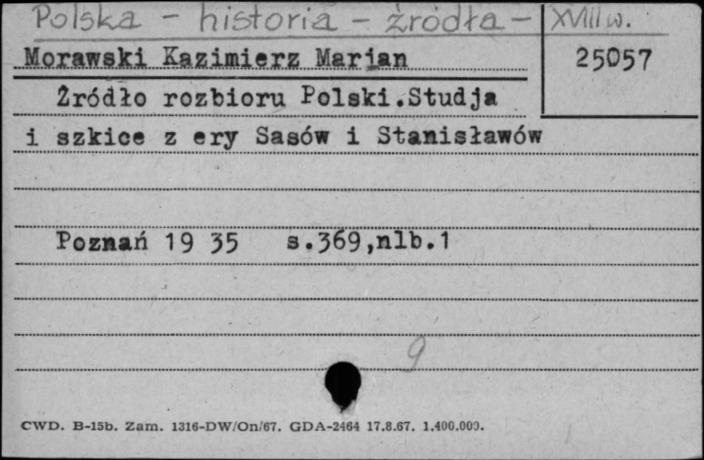 Polska - historia - źródła - XVIII w.
Morawski Kazimierz Marjan
25057
Źródło rozbioru Polski.Studja
i szkice z ery Sasów i Stanisławów
Poznań 19 35 s.369,nlb.1
9
CWD. B-15b. Zam. 1316-DW/On/67. GDA-2464 17.8.67. 1.400.000.